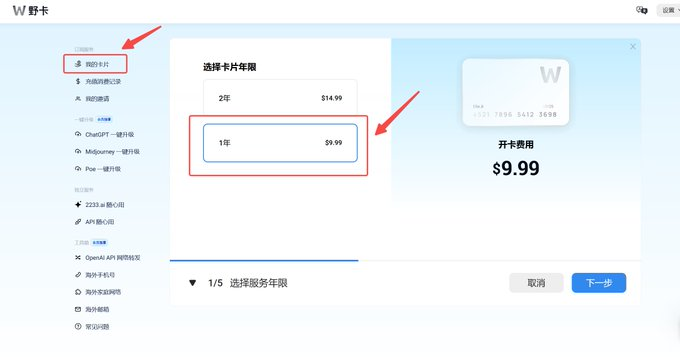 W 野卡
设置
订阅服务
我的卡片
充值消费记录
我的邀请
一键升级
ChatGPT 一键升级
Midjourney 一键升级
Poe 一键升级
独立服务
2233.ai 随心用
API 随心用
工具箱
OpenAI API 网络转发
海外手机号
海外家庭网络
海外邮箱
常见问题
选择卡片年限
2年 $14.99
1年 $9.99
W
4521 7896 5412 3698
开卡费用
$9.99
1/5 选择服务年限
取消
下一步